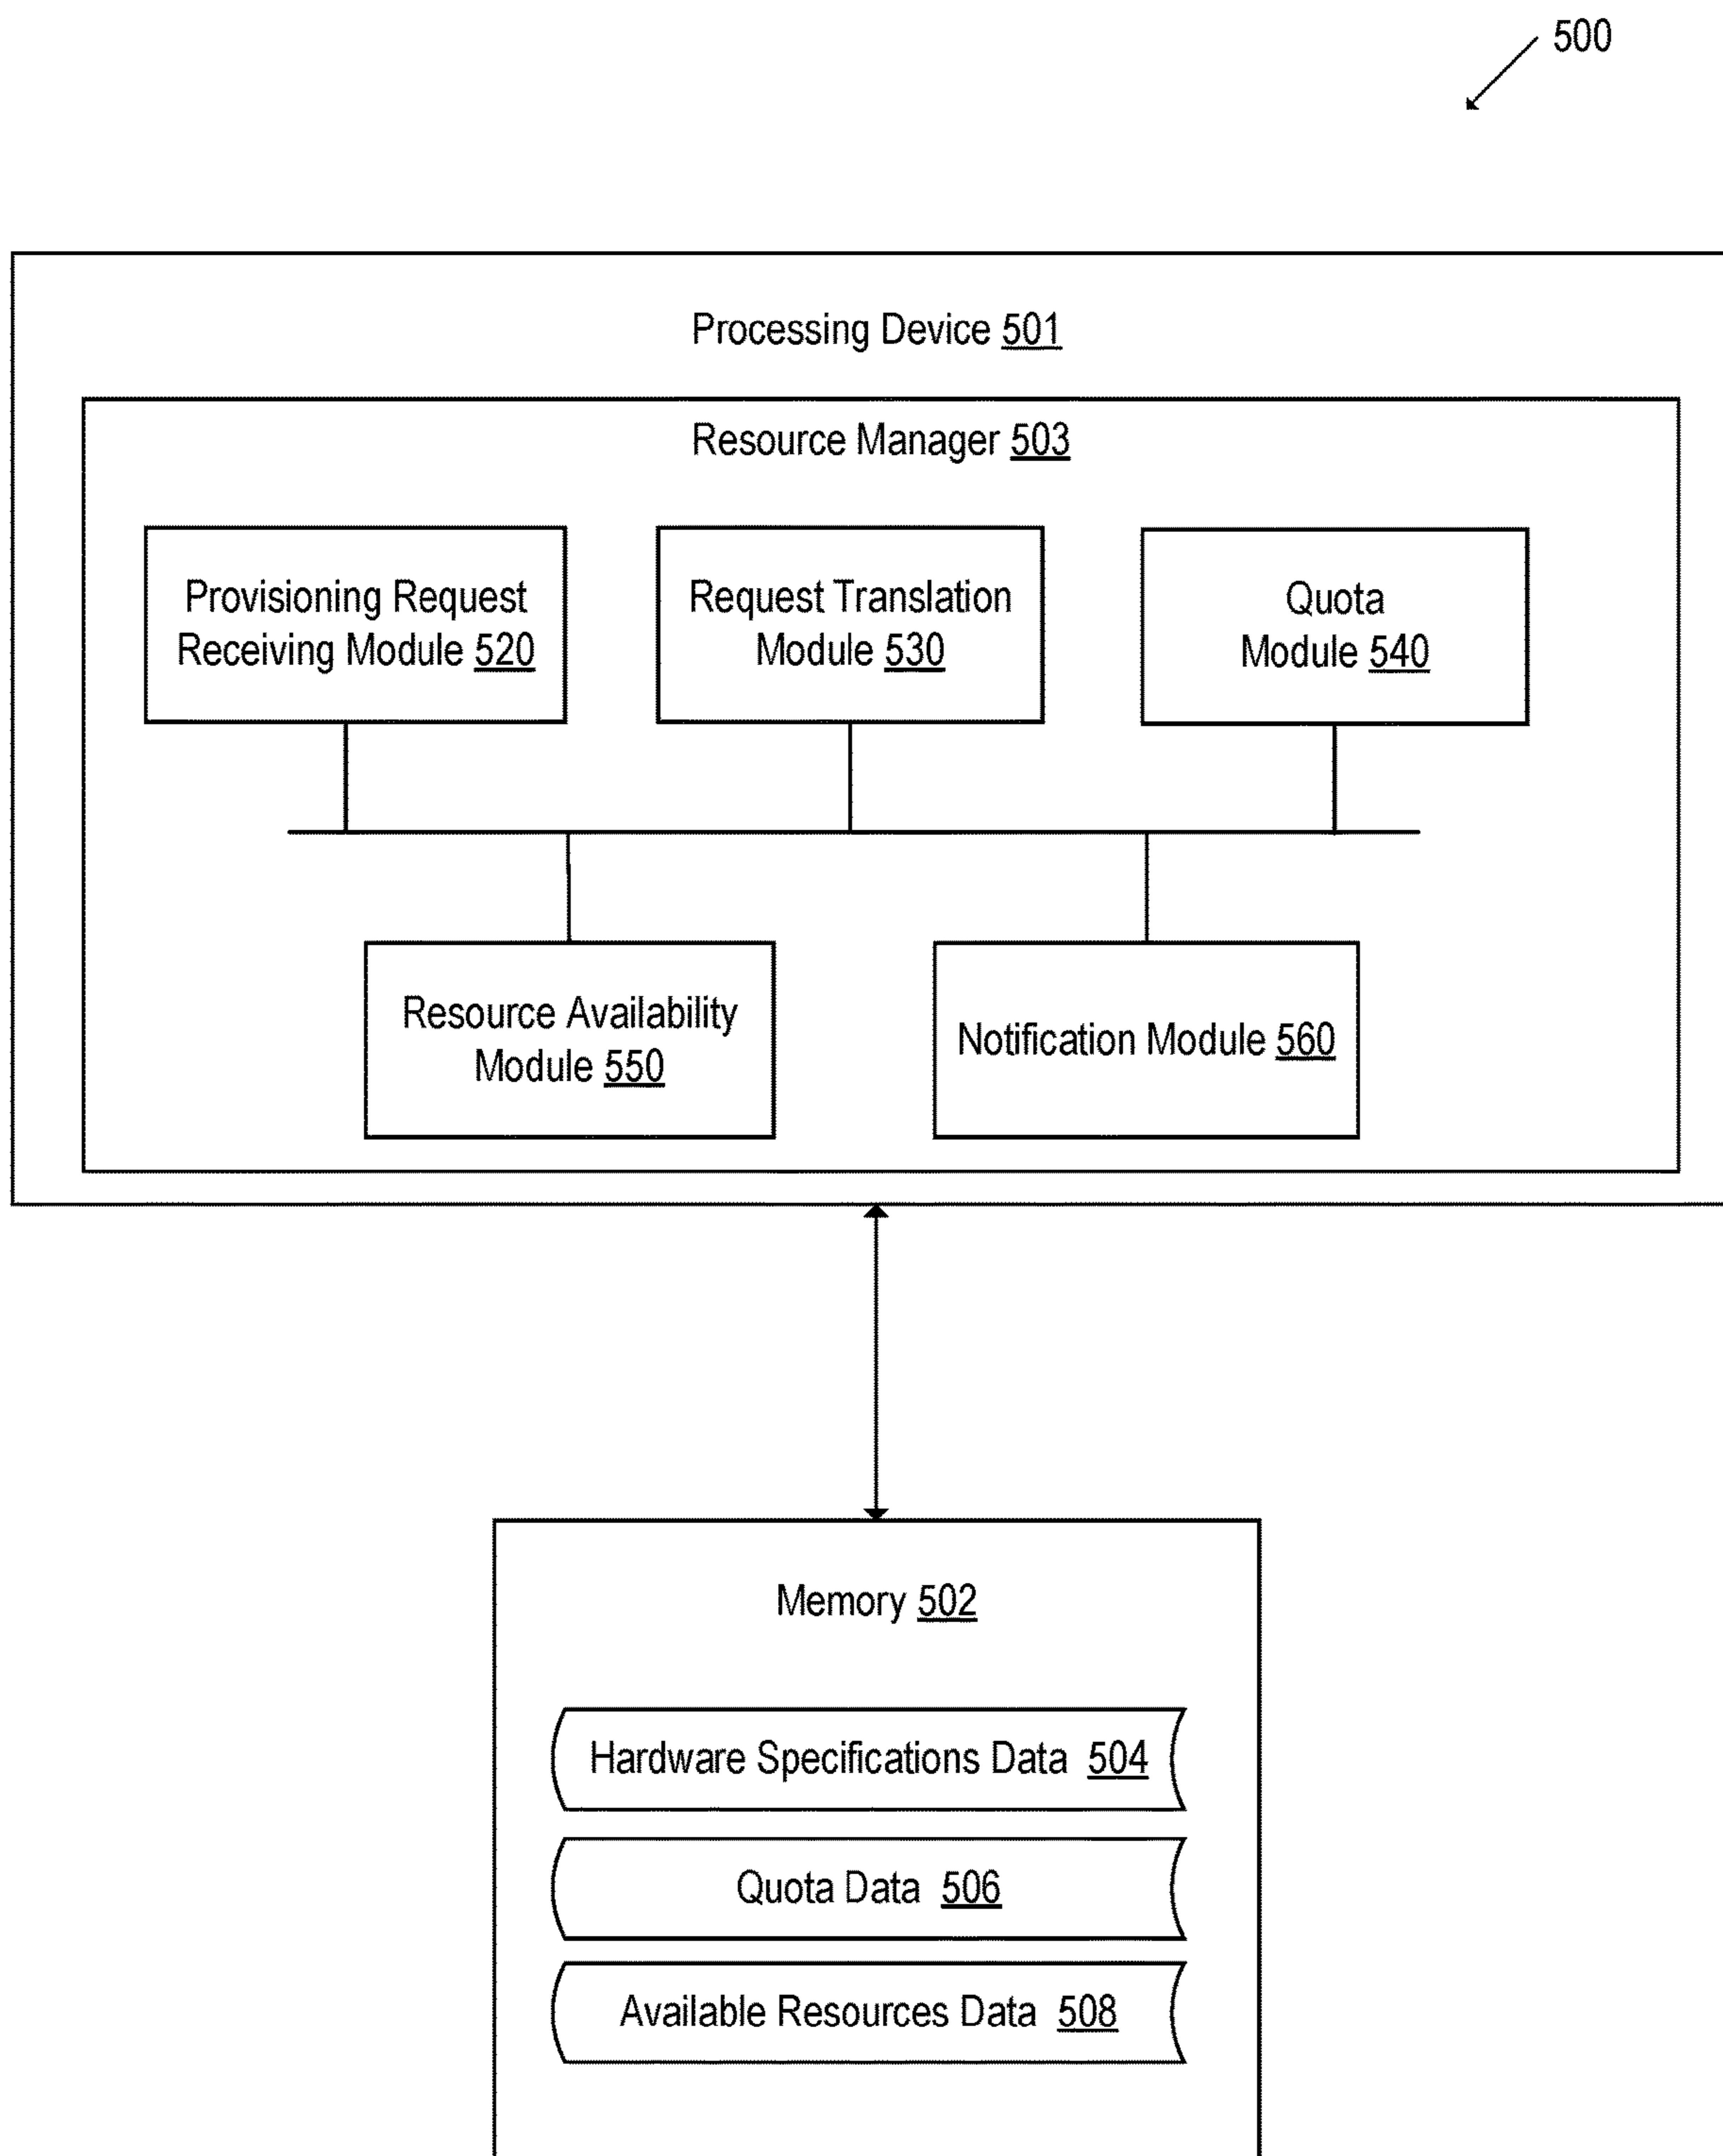 500
Processing Device 501
Resource Manager 503
Provisioning Request
Receiving Module 520
Request Translation
Module 530
Quota
Module 540
Resource Availability
Module 550
Notification Module 560
Memory 502
Hardware Specifications Data 504
Quota Data 506
Available Resources Data 508